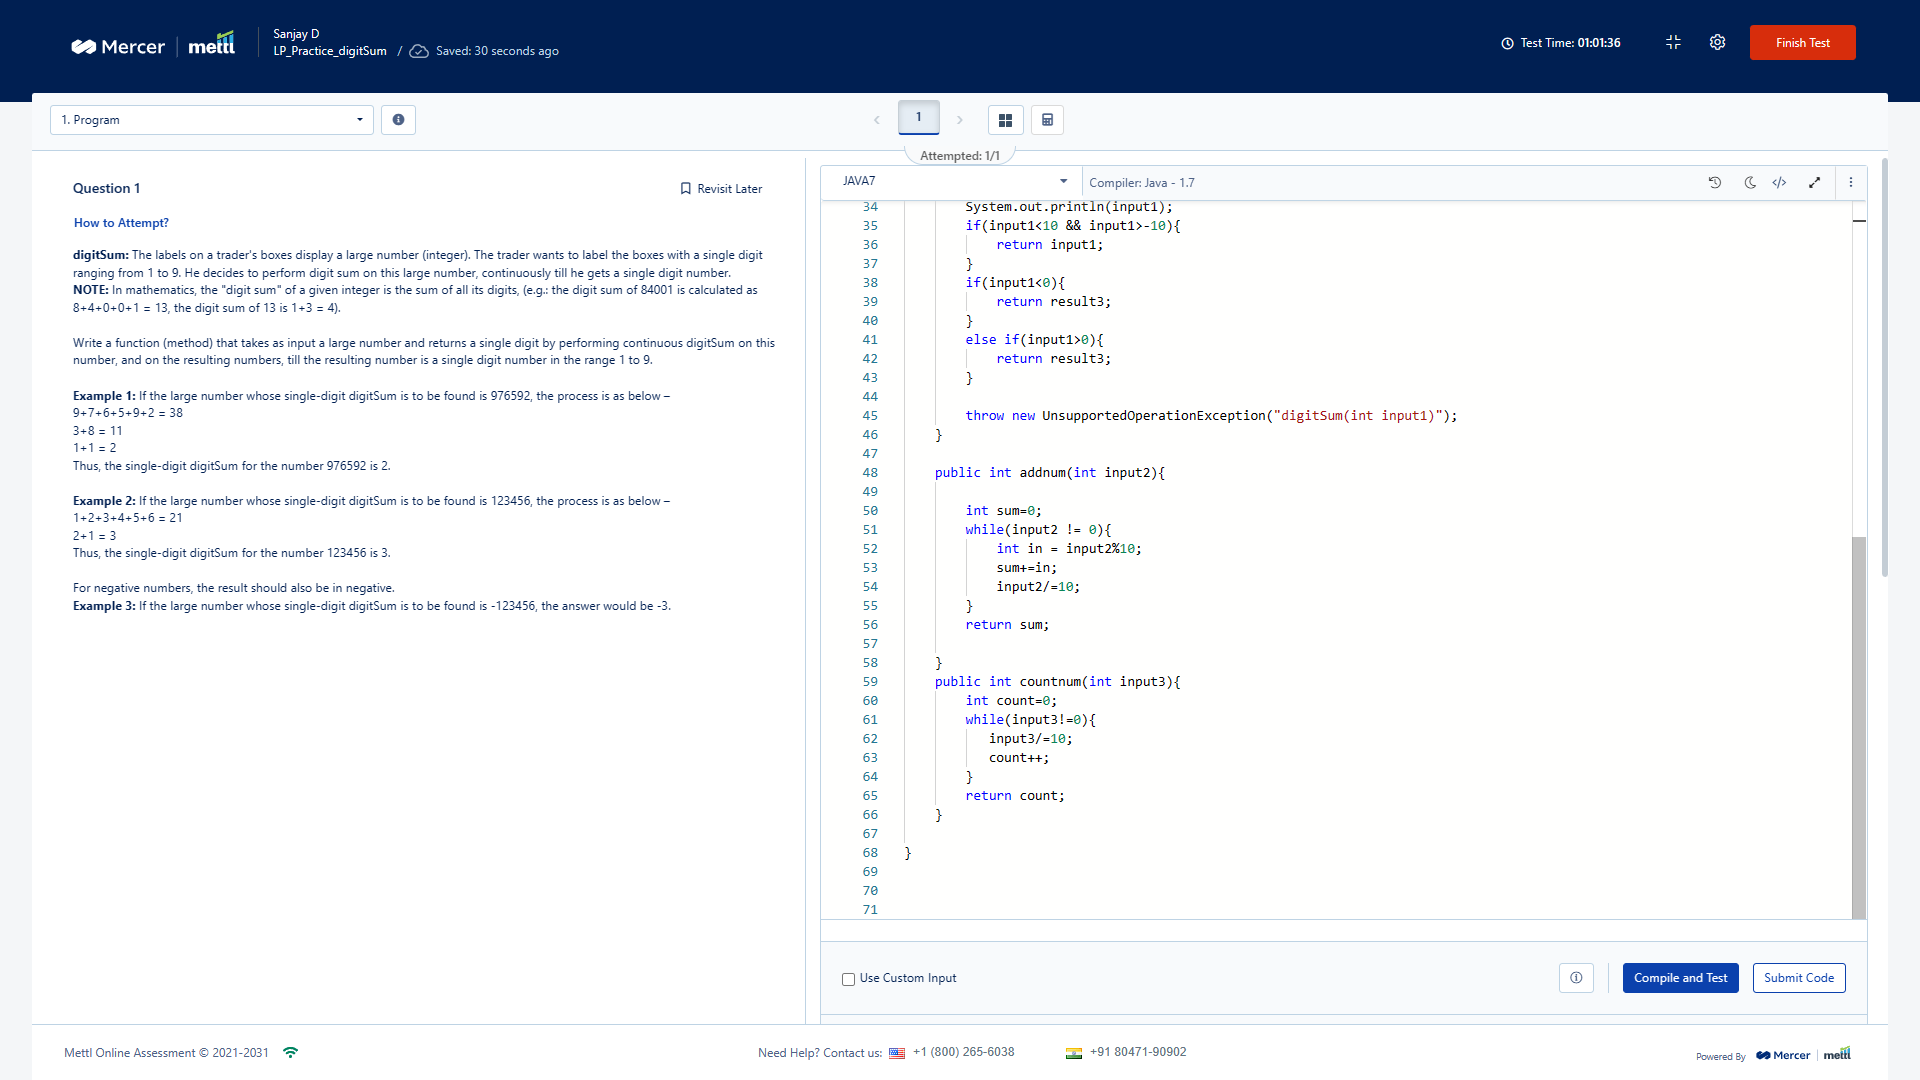 Mercer | mettl
Sanjay D
LP_Practice_digitSum / Saved: 30 seconds ago
Test Time: 01:01:36
Finish Test
1. Program
1
Attempted: 1/1
Question 1
Revisit Later
How to Attempt?
digitSum: The labels on a trader's boxes display a large number (integer). The trader wants to label the boxes with a single digit
ranging from 1 to 9. He decides to perform digit sum on this large number, continuously till he gets a single digit number.
NOTE: In mathematics, the "digit sum" of a given integer is the sum of all its digits, (e.g.: the digit sum of 84001 is calculated as
8+4+0+0+1 = 13, the digit sum of 13 is 1+3 = 4).
Write a function (method) that takes as input a large number and returns a single digit by performing continuous digitSum on this
number, and on the resulting numbers, till the resulting number is a single digit number in the range 1 to 9.
Example 1: If the large number whose single-digit digitSum is to be found is 976592, the process is as below –
9+7+6+5+9+2 = 38
3+8 = 11
1+1 = 2
Thus, the single-digit digitSum for the number 976592 is 2.
Example 2: If the large number whose single-digit digitSum is to be found is 123456, the process is as below –
1+2+3+4+5+6 = 21
2+1 = 3
Thus, the single-digit digitSum for the number 123456 is 3.
For negative numbers, the result should also be in negative.
Example 3: If the large number whose single-digit digitSum is to be found is -123456, the answer would be -3.
JAVA7
Compiler: Java - 1.7
34 System.out.println(input1);
35 if(input1<10 && input1>-10){
36 return input1;
37 }
38 if(input1<0){
39 return result3;
40 }
41 else if(input1>0){
42 return result3;
43 }
44
45 throw new UnsupportedOperationException("digitSum(int input1)");
46 }
47
48 public int addnum(int input2){
49
50 int sum=0;
51 while(input2 != 0){
52 int in = input2%10;
53 sum+=in;
54 input2/=10;
55 }
56 return sum;
57
58 }
59 public int countnum(int input3){
60 int count=0;
61 while(input3!=0){
62 input3/=10;
63 count++;
64 }
65 return count;
66 }
67
68 }
69
70
71
Use Custom Input
Compile and Test
Submit Code
Mettl Online Assessment © 2021-2031
Need Help? Contact us: +1 (800) 265-6038
+91 80471-90902
Powered By Mercer | mettl